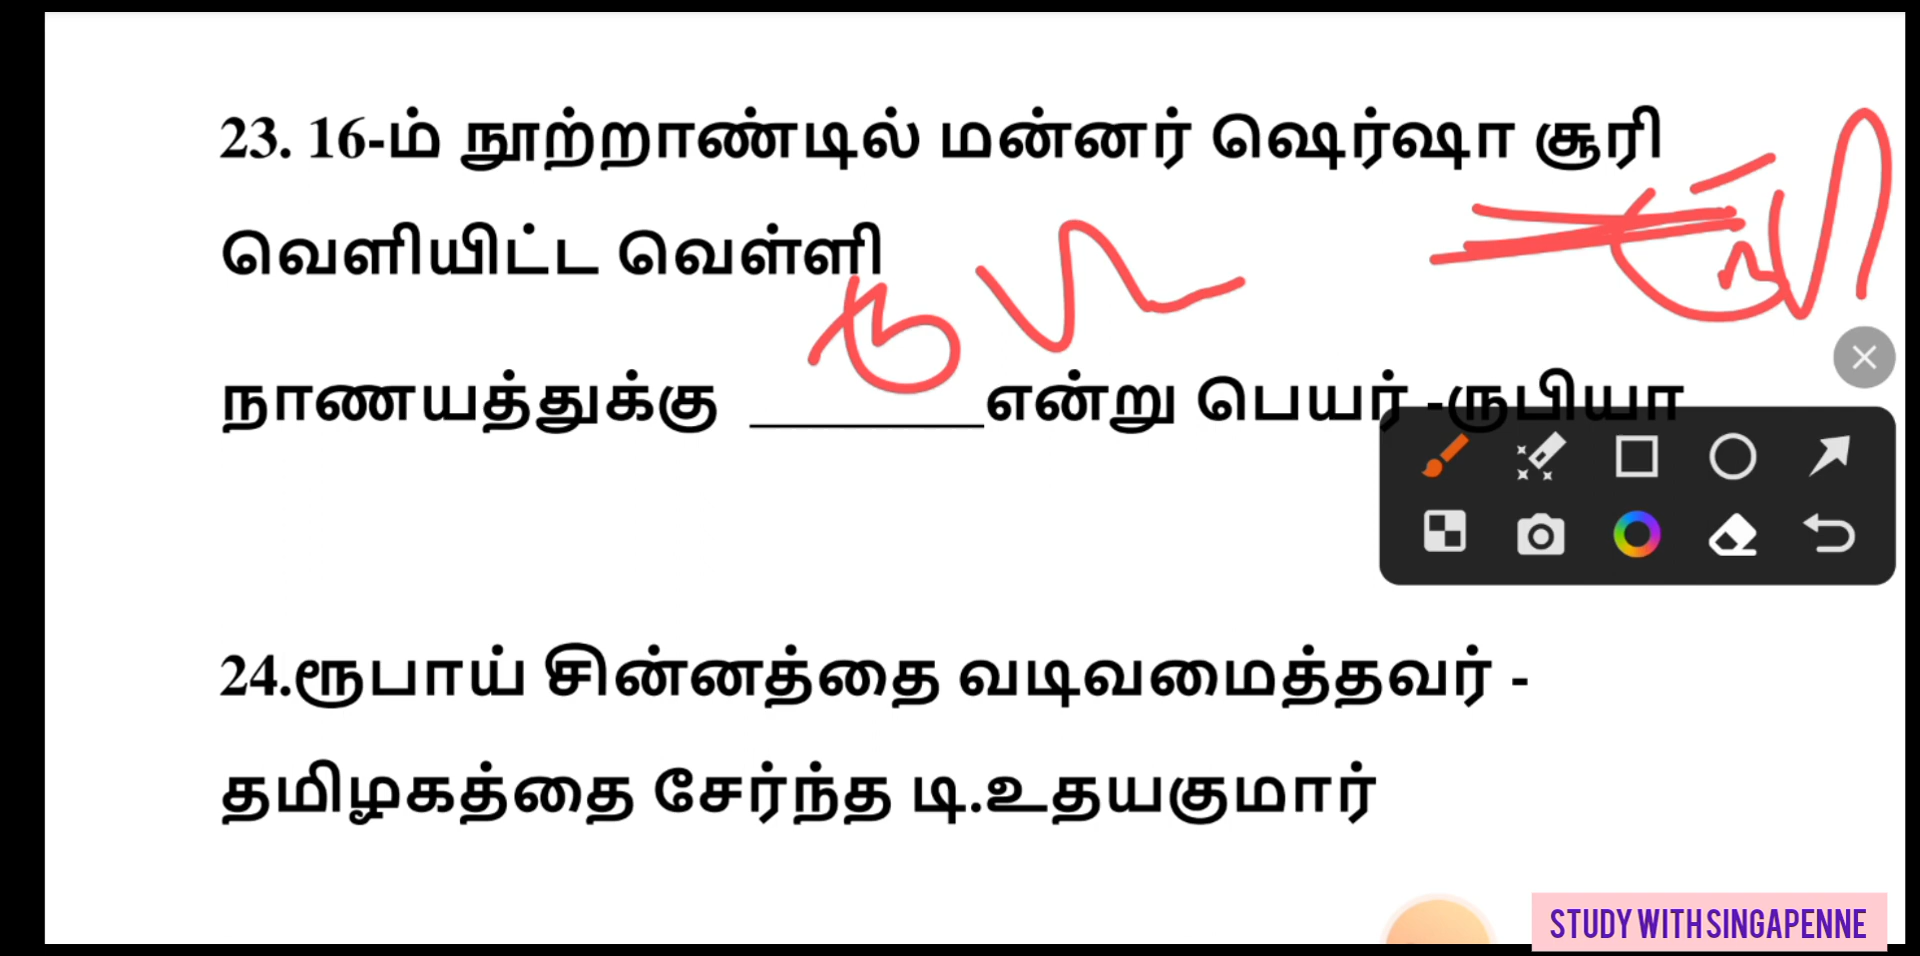 23. 16-ம் நூற்றாண்டில் மன்னர் ஷெர்ஷா சூரி
வெளியிட்ட வெள்ளி
நாணயத்துக்கு ________என்று பெயர் -ரூபியா
24.ரூபாய் சின்னத்தை வடிவமைத்தவர் -
தமிழகத்தை சேர்ந்த டி.உதயகுமார்
STUDY WITH SINGAPENNE